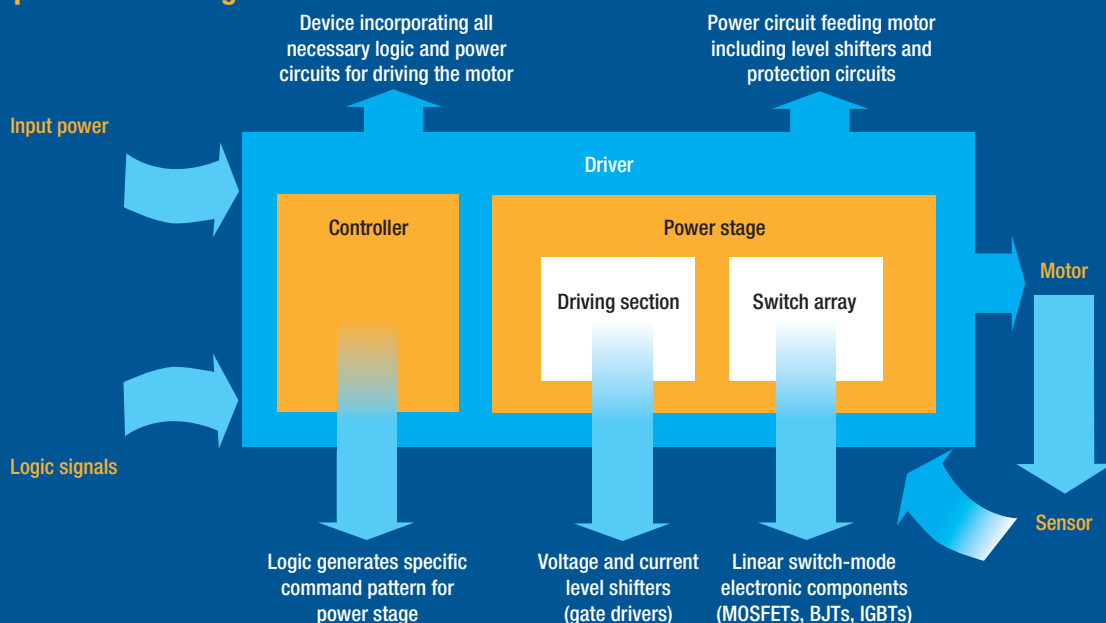 Device incorporating all
necessary logic and power
circuits for driving the motor
Power circuit feeding motor
including level shifters and
protection circuits
Input power
Driver
Controller
Power stage
Driving section
Switch array
Motor
Logic signals
Sensor
Logic generates specific
command pattern for
power stage
Voltage and current
level shifters
(gate drivers)
Linear switch-mode
electronic components
(MOSFETs, BJTs, IGBTs)